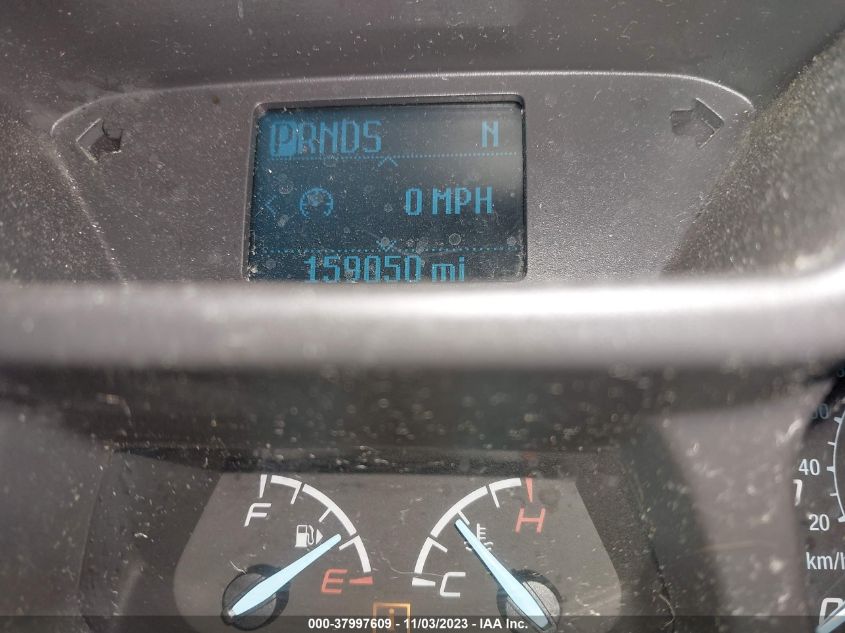 PRNDS N
0 MPH
159050 mi
F
E
H
C
40
20
km/h
000-37997609 - 11/03/2023 - IAA Inc.